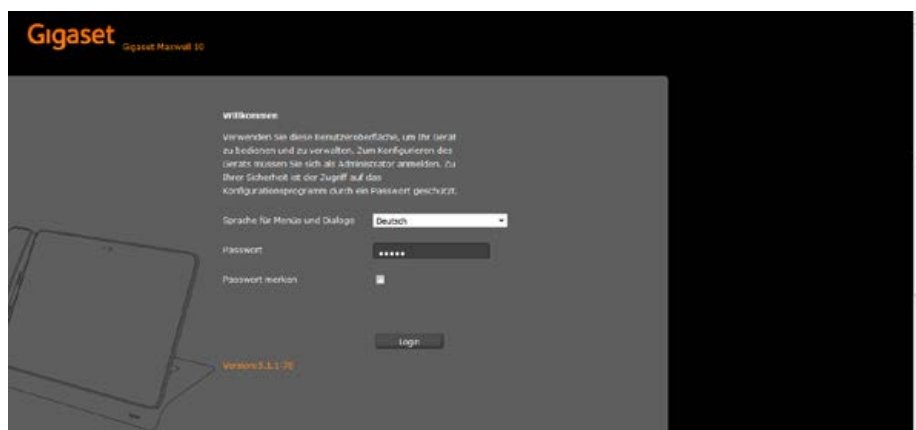 Gigaset
Gigaset Maxwell 10
Willkommen
Verwenden Sie diese Benutzeroberfläche, um Ihr Gerät
zu bedienen und zu verwalten. Zum Konfigurieren des
Geräts müssen Sie sich als Administrator anmelden. Zu
Ihrer Sicherheit ist der Zugriff auf das
Konfigurationsprogramm durch ein Passwort geschützt.
Sprache für Menüs und Dialoge Deutsch
Passwort •••••
Passwort merken
Login